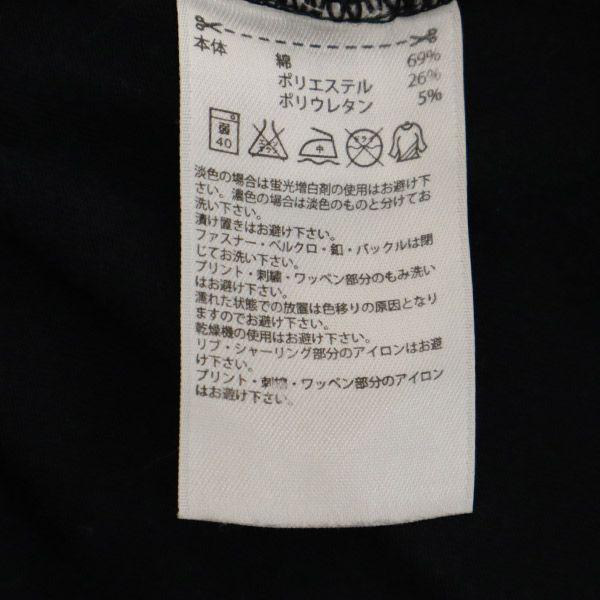 本体 綿 69%
ポリエステル 26%
ポリウレタン 5%
弱 中
40
淡色の場合は蛍光増白剤の使用はお避け下
さい。濃色の場合は淡色のものと分けてお
洗い下さい。
漬け置きはお避け下さい。
ファスナー・ベルクロ・釦・バックルは閉
じてお洗い下さい。
プリント・刺繍・ワッペン部分のもみ洗い
はお避け下さい。
濡れた状態での放置は色移りの原因となり
ますのでお避け下さい。
乾燥機の使用はお避け下さい。
リブ・シャーリング部分のアイロンはお避
け下さい。
プリント・刺繍・ワッペン部分のアイロン
はお避け下さい。